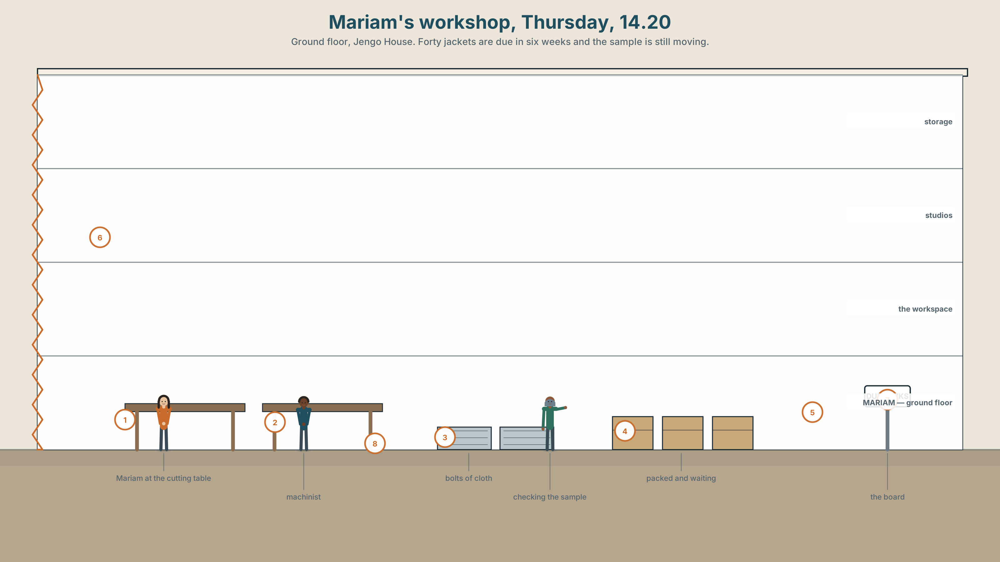 Mariam's workshop, Thursday, 14.20
Ground floor, Jengo House. Forty jackets are due in six weeks and the sample is still moving.
storage
studios
6
the workspace
MARIAM — ground floor
5
1
2
4
3
8
Mariam at the cutting table
bolts of cloth
packed and waiting
machinist
checking the sample
the board